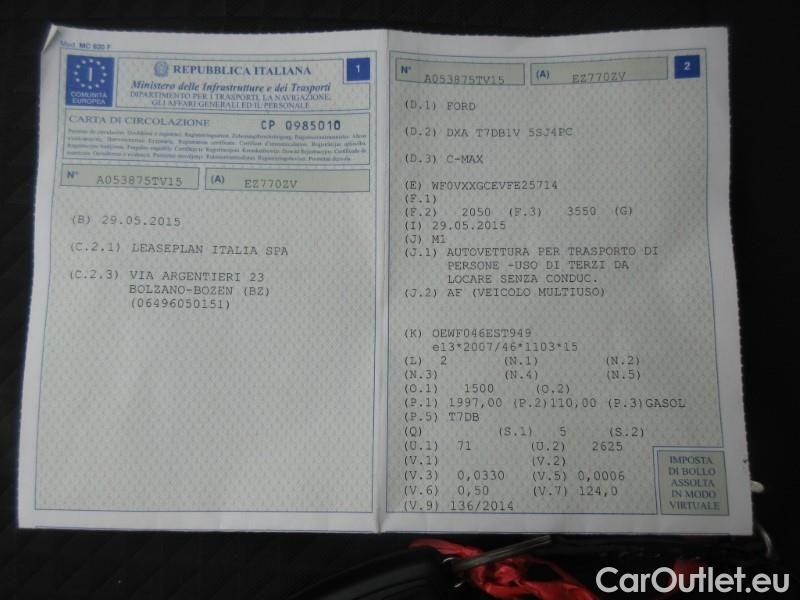 Mod. MC 820 F
I
COMUNITÀ
EUROPEA
REPUBBLICA ITALIANA
1
Ministero delle Infrastrutture e dei Trasporti
DIPARTIMENTO PER I TRASPORTI, LA NAVIGAZIONE,
GLI AFFARI GENERALI ED IL PERSONALE
CARTA DI CIRCOLAZIONE
CP 0985010
N° A053875TV15 (A) EZ770ZV
(B) 29.05.2015
(C.2.1) LEASEPLAN ITALIA SPA
(C.2.3) VIA ARGENTIERI 23
BOLZANO-BOZEN (BZ)
(06496050151)
N° A053875TV15 (A) EZ770ZV 2
(D.1) FORD
(D.2) DXA T7DB1V 5SJ4PC
(D.3) C-MAX
(E) WF0VXXGCEVFE25714
(F.1)
(F.2) 2050 (F.3) 3550 (G)
(I) 29.05.2015
(J) M1
(J.1) AUTOVETTURA PER TRASPORTO DI
PERSONE -USO DI TERZI DA
LOCARE SENZA CONDUC.
(J.2) AF (VEICOLO MULTIUSO)
(K) OEWF046EST949
e13*2007/46*1103*15
(L) 2 (N.1) (N.2)
(N.3) (N.4) (N.5)
(O.1) 1500 (O.2)
(P.1) 1997,00 (P.2)110,00 (P.3)GASOL
(P.5) T7DB
(Q) (S.1) 5 (S.2)
(U.1) 71 (U.2) 2625
(V.1) (V.2)
(V.3) 0,0330 (V.5) 0,0006
(V.6) 0,50 (V.7) 124,0
(V.9) 136/2014
IMPOSTA
DI BOLLO
ASSOLTA
IN MODO
VIRTUALE
CarOutlet.eu